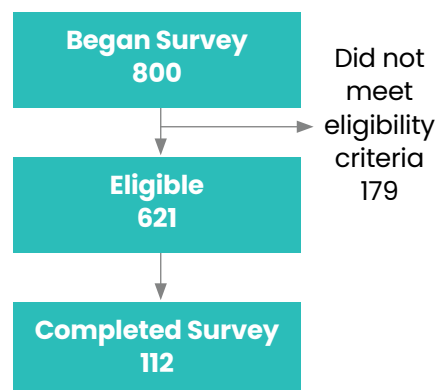 Began Survey
800
Did not
meet
eligibility
criteria
179
Eligible
621
Completed Survey
112